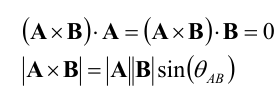 (A × B) · A = (A × B) · B = 0
|A × B| = |A||B| sin(θ_AB)